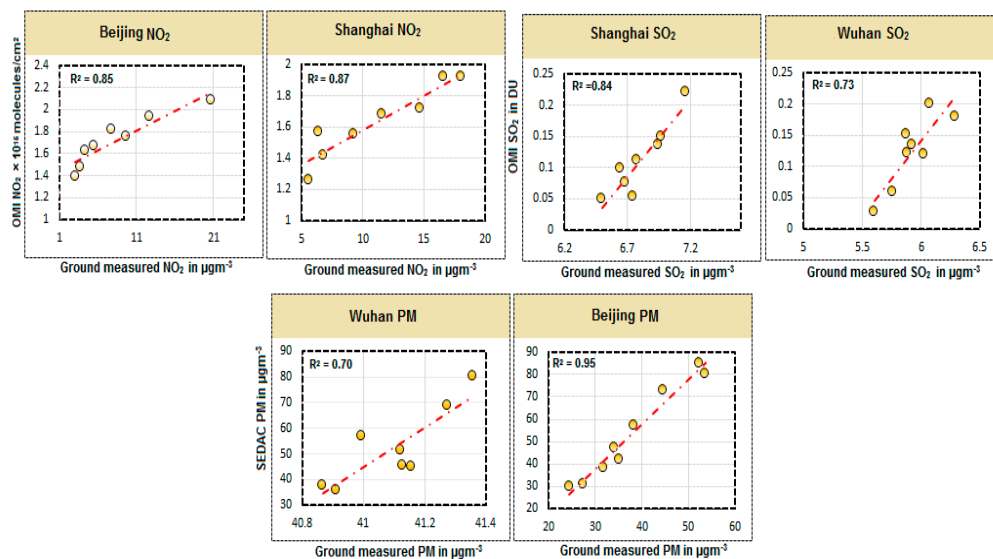 Beijing NO₂
R² = 0.85
OMI NO₂ × 10¹⁶ molecules/cm²
2.4
2.2
2
1.8
1.6
1.4
1.2
1
1 11 21
Ground measured NO₂ in µgm⁻³
Shanghai NO₂
R² = 0.87
2
1.8
1.6
1.4
1.2
1
5 10 15 20
Ground measured NO₂ in µgm⁻³
Shanghai SO₂
R² =0.84
OMI SO₂ in DU
0.25
0.2
0.15
0.1
0.05
0
6.2 6.7 7.2
Ground measured SO₂ in µgm⁻³
Wuhan SO₂
R² = 0.73
0.25
0.2
0.15
0.1
0.05
0
5 5.5 6 6.5
Ground measured SO₂ in µgm⁻³
Wuhan PM
R² = 0.70
SEDAC PM in µgm⁻³
90
80
70
60
50
40
30
40.8 41 41.2 41.4
Ground measured PM in µgm⁻³
Beijing PM
R² = 0.95
90
80
70
60
50
40
30
20
20 30 40 50 60
Ground measured PM in µgm⁻³